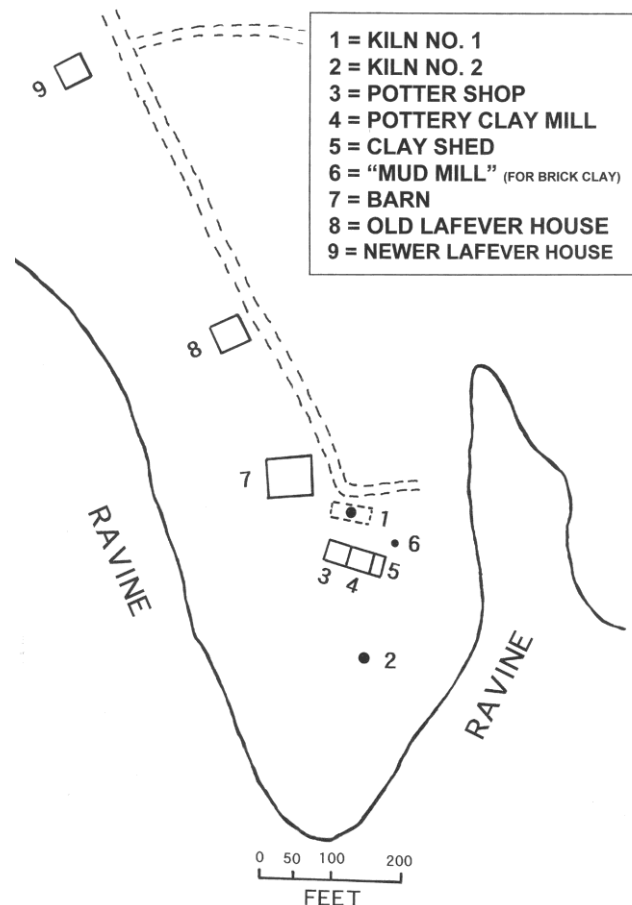 1 = KILN NO. 1
2 = KILN NO. 2
3 = POTTER SHOP
4 = POTTERY CLAY MILL
5 = CLAY SHED
6 = “MUD MILL” (FOR BRICK CLAY)
7 = BARN
8 = OLD LAFEVER HOUSE
9 = NEWER LAFEVER HOUSE
9
8
7
1
6
3
4
5
2
RAVINE
RAVINE
0 50 100 200
FEET